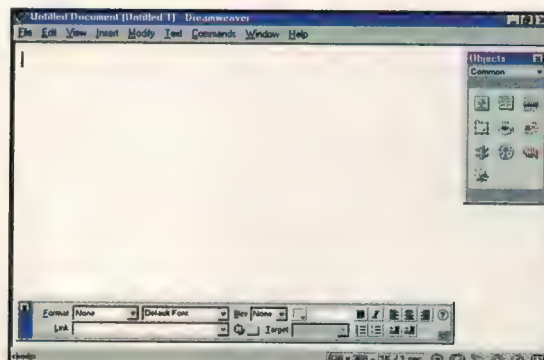 Untitled Document (Untitled 1) - Dreamweaver
File Edit View Insert Modify Text Commands Window Help
Objects
Common
Format None Default Font Size None B I
Link Target
<body>